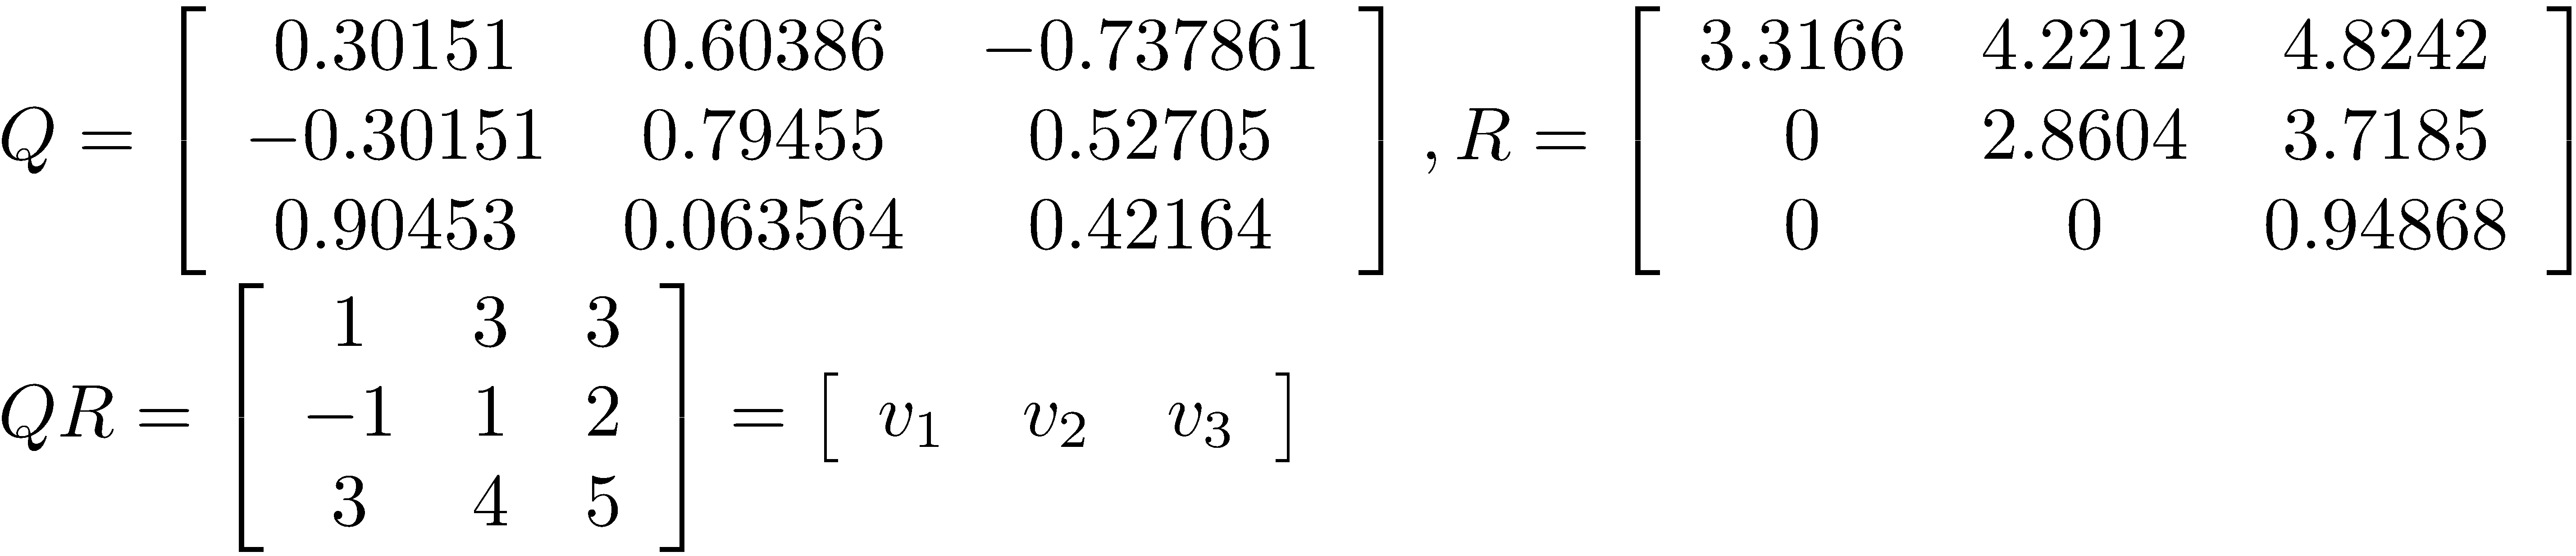 Q = [ 0.30151 0.60386 −0.737861 ; −0.30151 0.79455 0.52705 ; 0.90453 0.063564 0.42164 ] , R = [ 3.3166 4.2212 4.8242 ; 0 2.8604 3.7185 ; 0 0 0.94868 ]
QR = [ 1 3 3 ; −1 1 2 ; 3 4 5 ] = [ v₁ v₂ v₃ ]